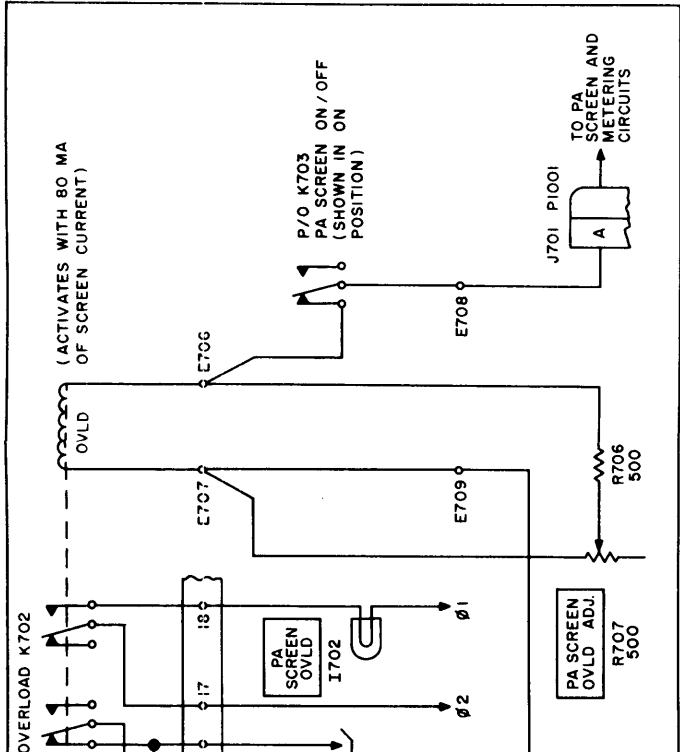 (ACTIVATES WITH 80 MA
OF SCREEN CURRENT)
P/O K703
PA SCREEN ON/OFF
(SHOWN IN ON
POSITION)
TO PA
SCREEN AND
METERING
CIRCUITS
J701 P1001
A
E708
E706
OVLD
E707
E709
R706
500
OVERLOAD K702
18
PA
SCREEN
OVLD
I702
Ø1
PA SCREEN
OVLD ADJ.
R707
500
17
Ø2